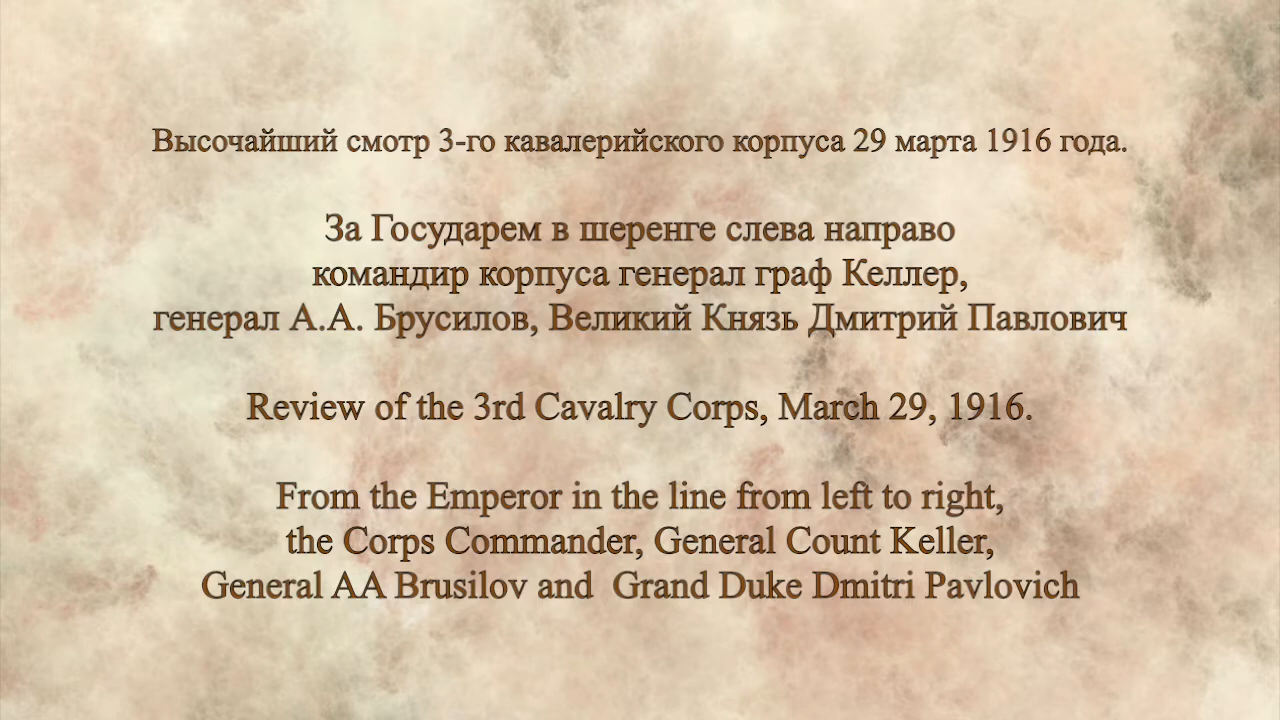 Высочайший смотр 3-го кавалерийского корпуса 29 марта 1916 года.
За Государем в шеренге слева направо
командир корпуса генерал граф Келлер,
генерал А.А. Брусилов, Великий Князь Дмитрий Павлович
Review of the 3rd Cavalry Corps, March 29, 1916.
From the Emperor in the line from left to right,
the Corps Commander, General Count Keller,
General AA Brusilov and  Grand Duke Dmitri Pavlovich